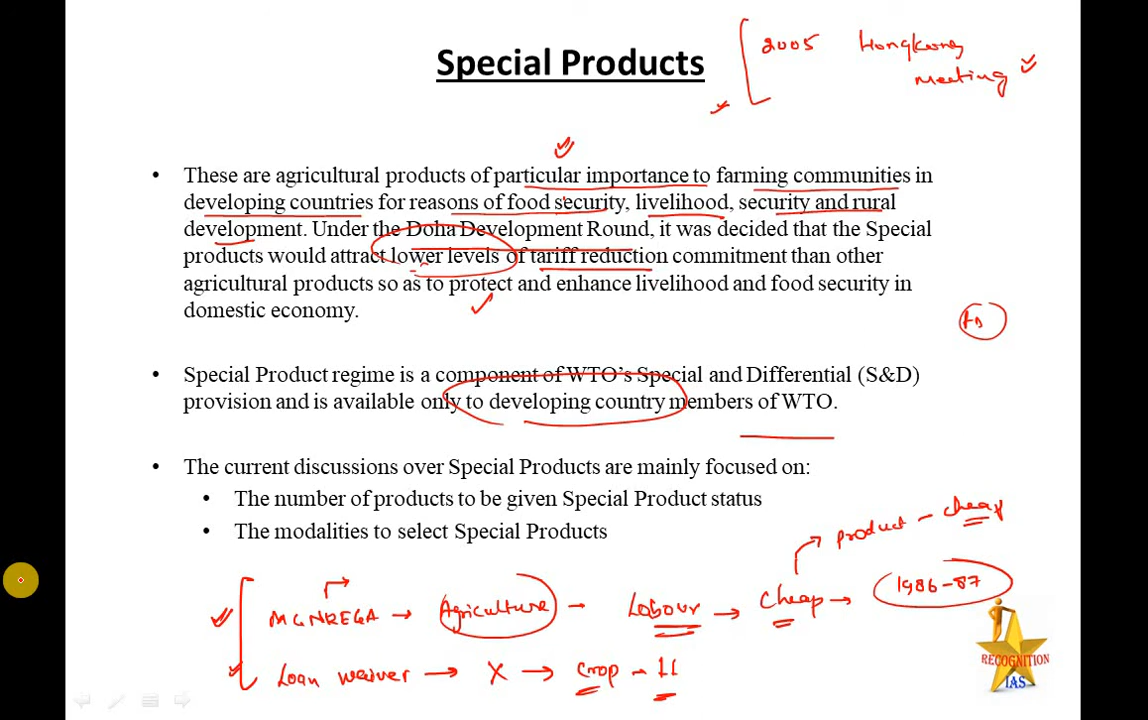 Special Products
2005 Hongkong
Meeting
• These are agricultural products of particular importance to farming communities in
developing countries for reasons of food security, livelihood, security and rural
development. Under the Doha Development Round, it was decided that the Special
products would attract lower levels of tariff reduction commitment than other
agricultural products so as to protect and enhance livelihood and food security in
domestic economy.
• Special Product regime is a component of WTO's Special and Differential (S&D)
provision and is available only to developing country members of WTO.
• The current discussions over Special Products are mainly focused on:
• The number of products to be given Special Product status
• The modalities to select Special Products
product - cheap
MGNREGA → Agriculture - Labour → cheap → 1986-87
Loan waiver → X → crop -
RECOGNITION
IAS